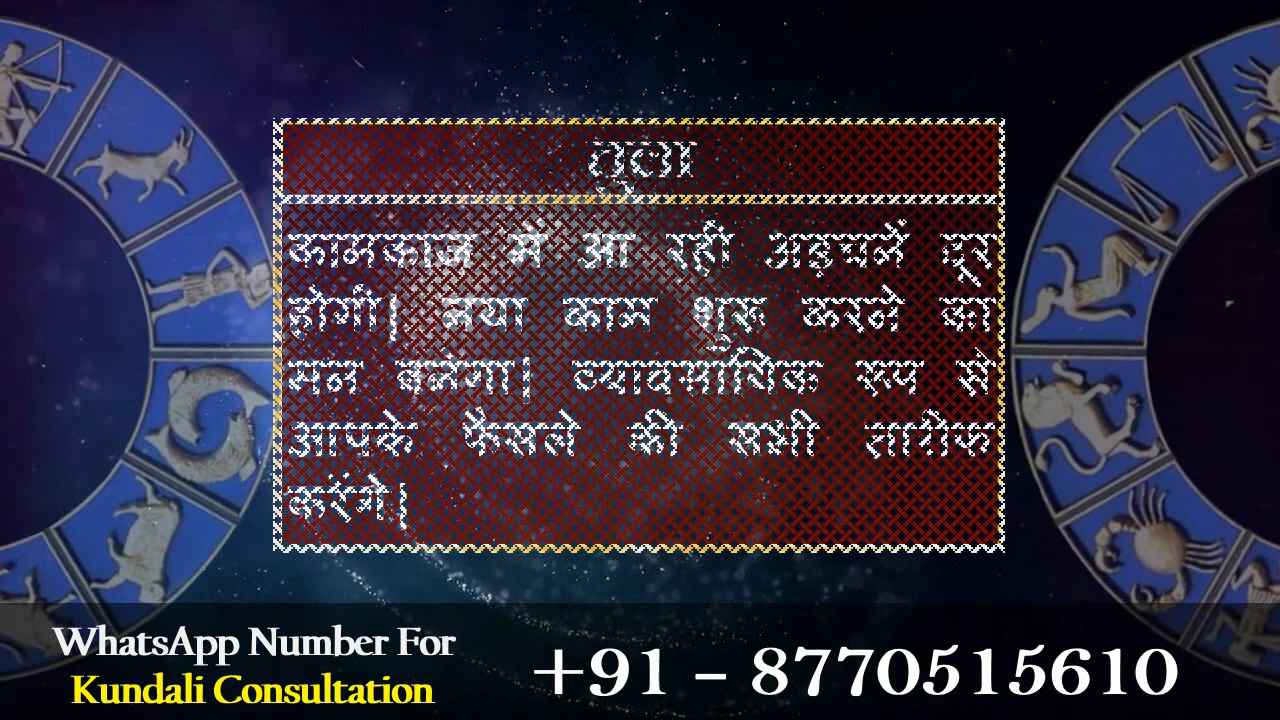 तुला
कामकाज में आ रही अड़चनें दूर
होगी|  नया काम शुरू करने का
मन बनेगा| व्यावसायिक रूप से
आपके फैसले की सभी तारीफ
करेंगे|
WhatsApp Number For
Kundali Consultation
+91 – 8770515610